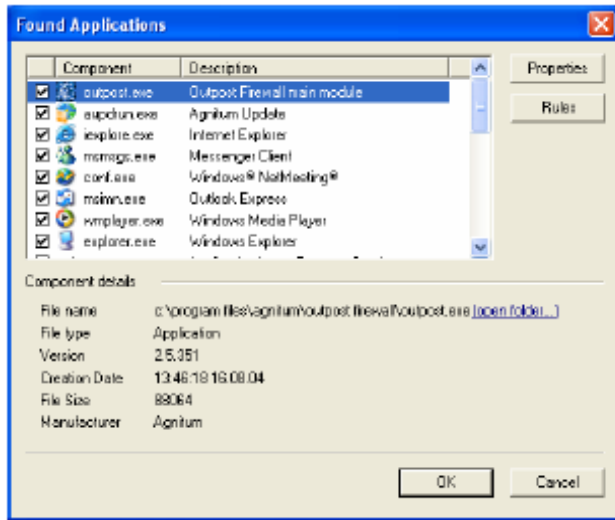 Found Applications
Component Description
Properties
outpost.exe Outpost Firewall main module
aupdrun.exe Agnitum Update
Rules
iexplore.exe Internet Explorer
msmsgs.exe Messenger Client
conf.exe Windows® NetMeeting®
msimn.exe Outlook Express
wmplayer.exe Windows Media Player
explorer.exe Windows Explorer
Component details
File name c:\program files\agnitum\outpost firewall\outpost.exe [open folder...]
File type Application
Version 2.5.351
Creation Date 13:46:18 16.08.04
File Size 88064
Manufacturer Agnitum
OK Cancel